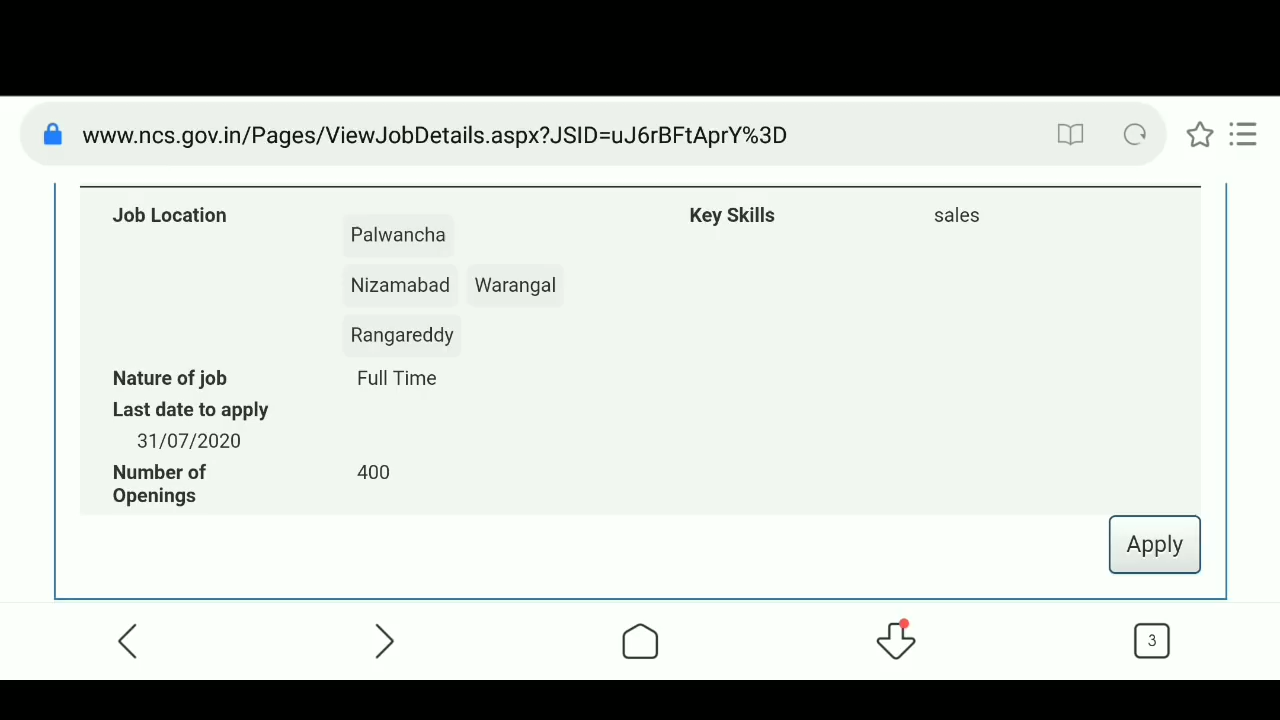 www.ncs.gov.in/Pages/ViewJobDetails.aspx?JSID=uJ6rBFtAprY%3D
Job Location
Palwancha
Nizamabad Warangal
Rangareddy
Key Skills sales
Nature of job Full Time
Last date to apply
31/07/2020
Number of Openings 400
Apply
3